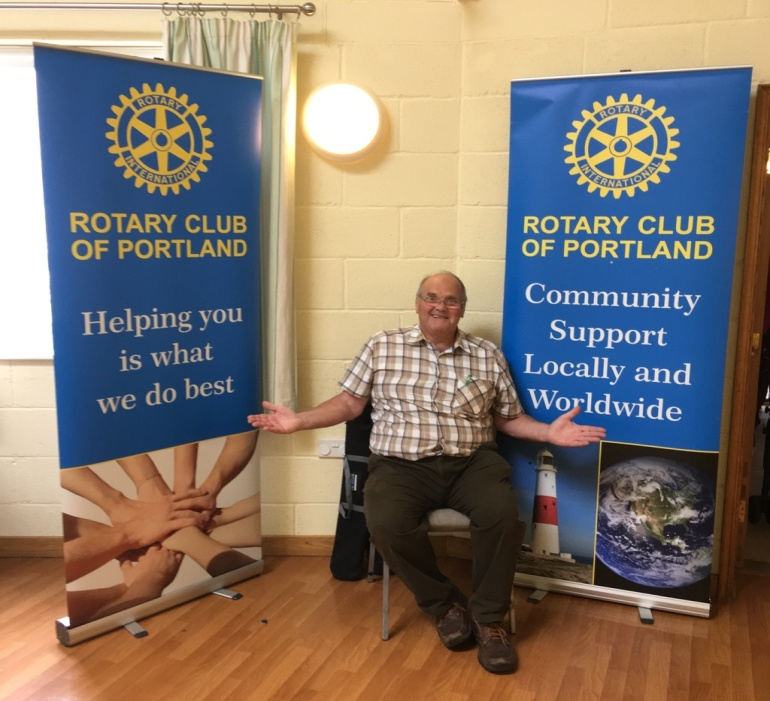 ROTARY
INTERNATIONAL
ROTARY CLUB
OF PORTLAND
Helping you
is what
we do best
ROTARY
INTERNATIONAL
ROTARY CLUB
OF PORTLAND
Community
Support
Locally and
Worldwide